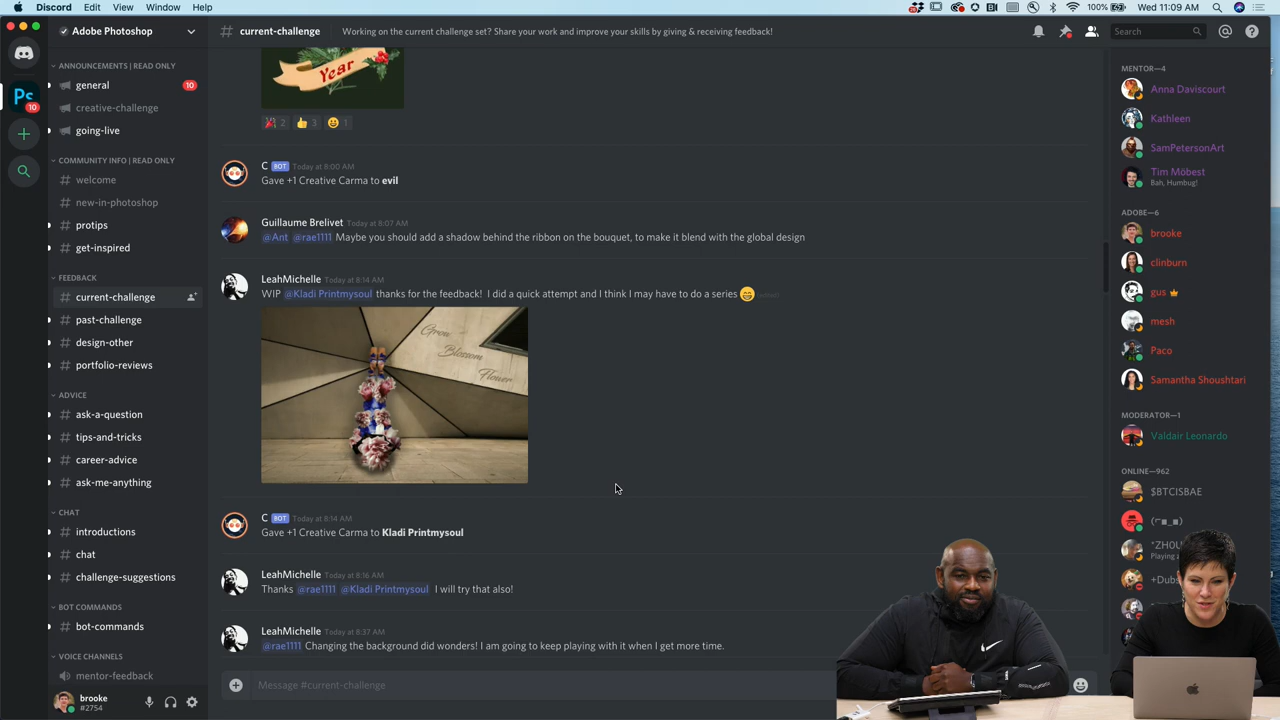 Discord Edit View Window Help
100% Wed 11:09 AM
Adobe Photoshop
# current-challenge Working on the current challenge set? Share your work and improve your skills by giving & receiving feedback! Search
ANNOUNCEMENTS | READ ONLY
general 10
creative-challenge
going-live
COMMUNITY INFO | READ ONLY
# welcome
# new-in-photoshop
# protips
# get-inspired
FEEDBACK
# current-challenge
# past-challenge
# design-other
# portfolio-reviews
ADVICE
# ask-a-question
# tips-and-tricks
# career-advice
# ask-me-anything
CHAT
# introductions
# chat
# challenge-suggestions
BOT COMMANDS
# bot-commands
VOICE CHANNELS
mentor-feedback
brooke
#2754
Ps
10
Year
2 3 1
C BOT Today at 8:00 AM
Gave +1 Creative Carma to evil
Guillaume Brelivet Today at 8:07 AM
@Ant @rae1111 Maybe you should add a shadow behind the ribbon on the bouquet, to make it blend with the global design
LeahMichelle Today at 8:14 AM
WIP @Kladi Printmysoul thanks for the feedback! I did a quick attempt and I think I may have to do a series (edited)
Grow
Blossom
Flower
C BOT Today at 8:14 AM
Gave +1 Creative Carma to Kladi Printmysoul
LeahMichelle Today at 8:16 AM
Thanks @rae1111 @Kladi Printmysoul I will try that also!
LeahMichelle Today at 8:37 AM
@rae1111 Changing the background did wonders! I am going to keep playing with it when I get more time.
Message #current-challenge
MENTOR—4
Anna Daviscourt
Kathleen
SamPetersonArt
Tim Möbest
Bah, Humbug!
ADOBE—6
brooke
clinburn
gus
mesh
Paco
Samantha Shoushtari
MODERATOR—1
Valdair Leonardo
ONLINE—962
$BTCISBAE
*ZHOU
Playing
+Dubs